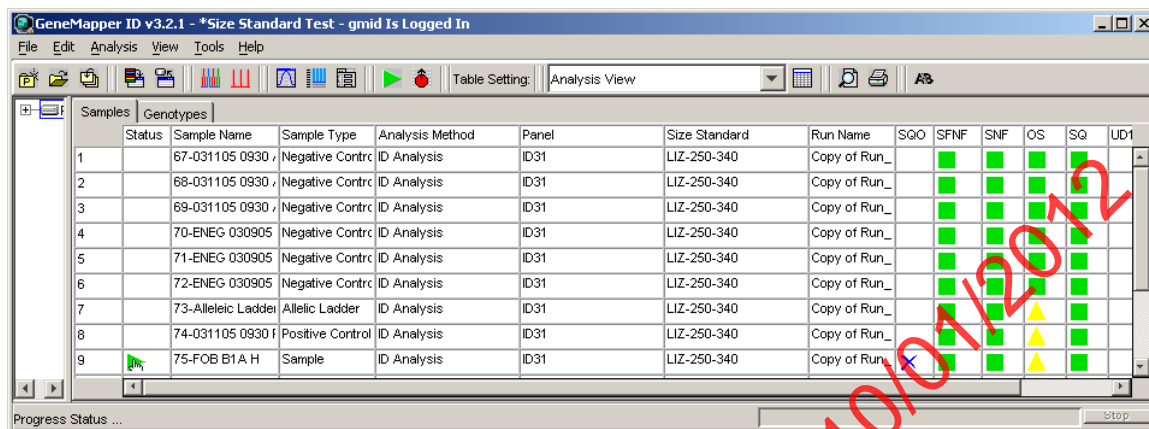 GeneMapper ID v3.2.1 - *Size Standard Test - gmid Is Logged In
File Edit Analysis View Tools Help
Table Setting: Analysis View
Samples Genotypes
Status Sample Name Sample Type Analysis Method Panel Size Standard Run Name SQO SFNF SNF OS SQ UD1
1 67-031105 0930 Negative Contrc ID Analysis ID31 LIZ-250-340 Copy of Run_
2 68-031105 0930 Negative Contrc ID Analysis ID31 LIZ-250-340 Copy of Run_
3 69-031105 0930 Negative Contrc ID Analysis ID31 LIZ-250-340 Copy of Run_
4 70-ENEG 030905 Negative Contrc ID Analysis ID31 LIZ-250-340 Copy of Run_
5 71-ENEG 030905 Negative Contrc ID Analysis ID31 LIZ-250-340 Copy of Run_
6 72-ENEG 030905 Negative Contrc ID Analysis ID31 LIZ-250-340 Copy of Run_
7 73-Alleleic Ladder Allelic Ladder ID Analysis ID31 LIZ-250-340 Copy of Run_
8 74-031105 0930 Positive Control ID Analysis ID31 LIZ-250-340 Copy of Run_
9 75-FOB B1A H Sample ID Analysis ID31 LIZ-250-340 Copy of Run_
Progress Status ... Stop
10/01/2012